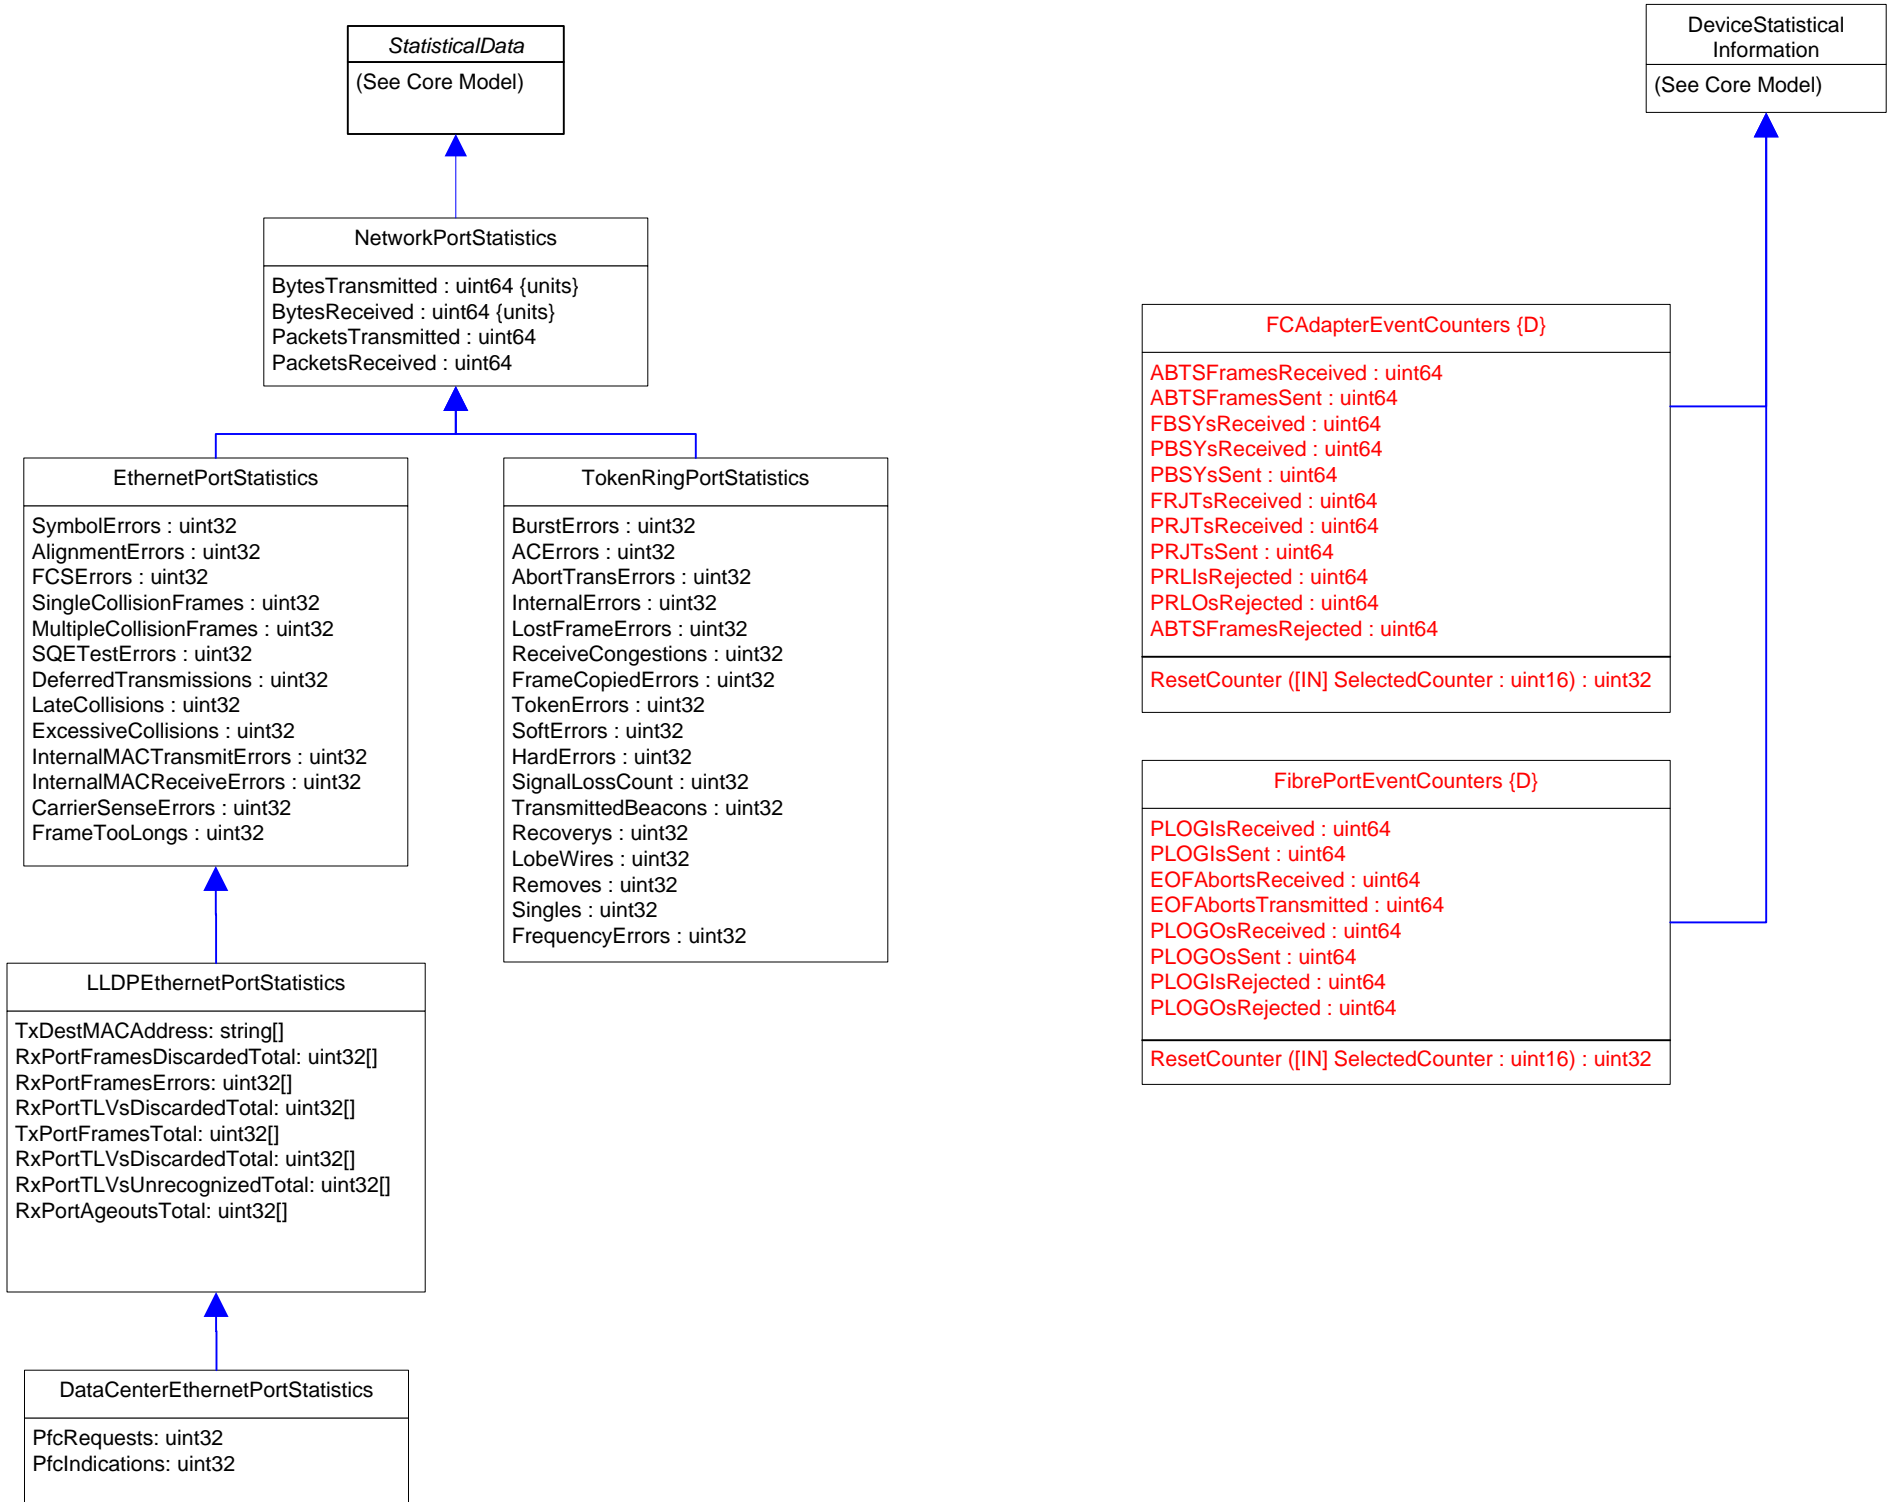 StatisticalData
(See Core Model)
DeviceStatistical
Information
(See Core Model)
NetworkPortStatistics
BytesTransmitted : uint64 {units}
BytesReceived : uint64 {units}
PacketsTransmitted : uint64
PacketsReceived : uint64
EthernetPortStatistics
SymbolErrors : uint32
AlignmentErrors : uint32
FCSErrors : uint32
SingleCollisionFrames : uint32
MultipleCollisionFrames : uint32
SQETestErrors : uint32
DeferredTransmissions : uint32
LateCollisions : uint32
ExcessiveCollisions : uint32
InternalMACTransmitErrors : uint32
InternalMACReceiveErrors : uint32
CarrierSenseErrors : uint32
FrameTooLongs : uint32
TokenRingPortStatistics
BurstErrors : uint32
ACErrors : uint32
AbortTransErrors : uint32
InternalErrors : uint32
LostFrameErrors : uint32
ReceiveCongestions : uint32
FrameCopiedErrors : uint32
TokenErrors : uint32
SoftErrors : uint32
HardErrors : uint32
SignalLossCount : uint32
TransmittedBeacons : uint32
Recoverys : uint32
LobeWires : uint32
Removes : uint32
Singles : uint32
FrequencyErrors : uint32
LLDPEthernetPortStatistics
TxDestMACAddress: string[]
RxPortFramesDiscardedTotal: uint32[]
RxPortFramesErrors: uint32[]
RxPortTLVsDiscardedTotal: uint32[]
TxPortFramesTotal: uint32[]
RxPortTLVsDiscardedTotal: uint32[]
RxPortTLVsUnrecognizedTotal: uint32[]
RxPortAgeoutsTotal: uint32[]
DataCenterEthernetPortStatistics
PfcRequests: uint32
PfcIndications: uint32
FCAdapterEventCounters {D}
ABTSFramesReceived : uint64
ABTSFramesSent : uint64
FBSYsReceived : uint64
PBSYsReceived : uint64
PBSYsSent : uint64
FRJTsReceived : uint64
PRJTsReceived : uint64
PRJTsSent : uint64
PRLIsRejected : uint64
PRLOsRejected : uint64
ABTSFramesRejected : uint64
ResetCounter ([IN] SelectedCounter : uint16) : uint32
FibrePortEventCounters {D}
PLOGIsReceived : uint64
PLOGIsSent : uint64
EOFAbortsReceived : uint64
EOFAbortsTransmitted : uint64
PLOGOsReceived : uint64
PLOGOsSent : uint64
PLOGIsRejected : uint64
PLOGOsRejected : uint64
ResetCounter ([IN] SelectedCounter : uint16) : uint32